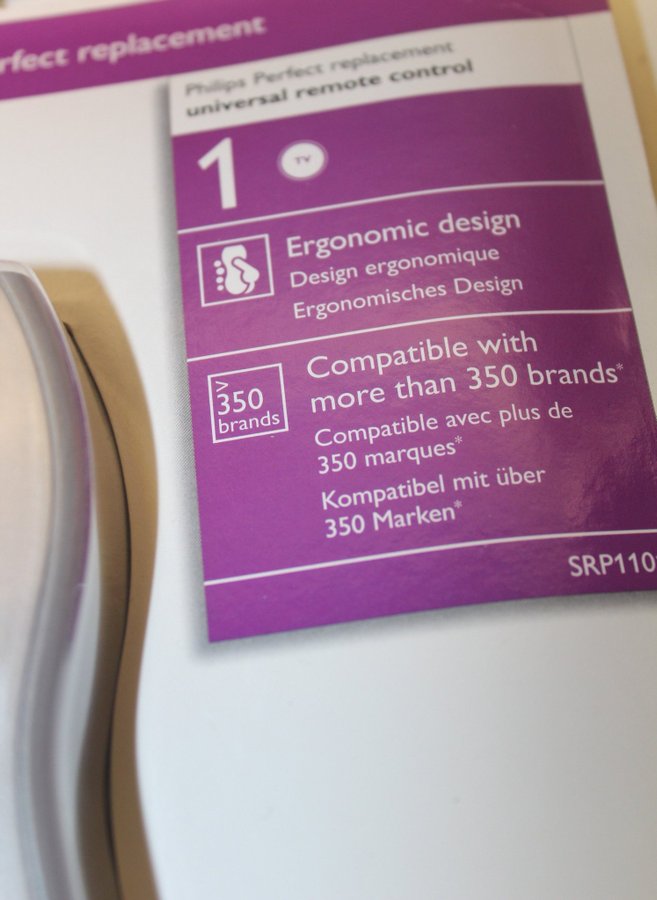 rfect replacement
Philips Perfect replacement
universal remote control
1
TV
Ergonomic design
Design ergonomique
Ergonomisches Design
>
350
brands
Compatible with
more than 350 brands*
Compatible avec plus de
350 marques*
Kompatibel mit über
350 Marken*
SRP110